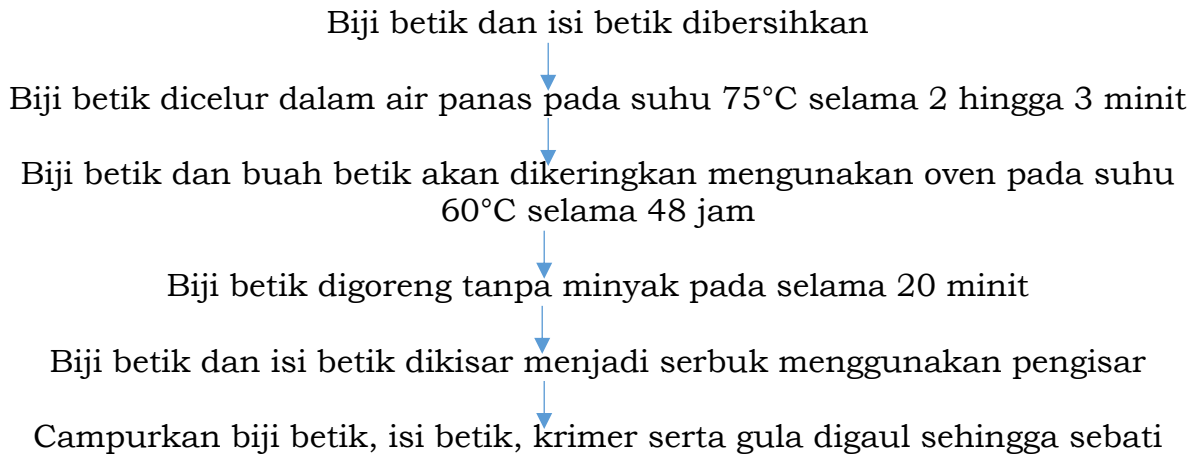 Biji betik dan isi betik dibersihkan
Biji betik dicelur dalam air panas pada suhu 75°C selama 2 hingga 3 minit
Biji betik dan buah betik akan dikeringkan mengunakan oven pada suhu
60°C selama 48 jam
Biji betik digoreng tanpa minyak pada selama 20 minit
Biji betik dan isi betik dikisar menjadi serbuk menggunakan pengisar
Campurkan biji betik, isi betik, krimer serta gula digaul sehingga sebati